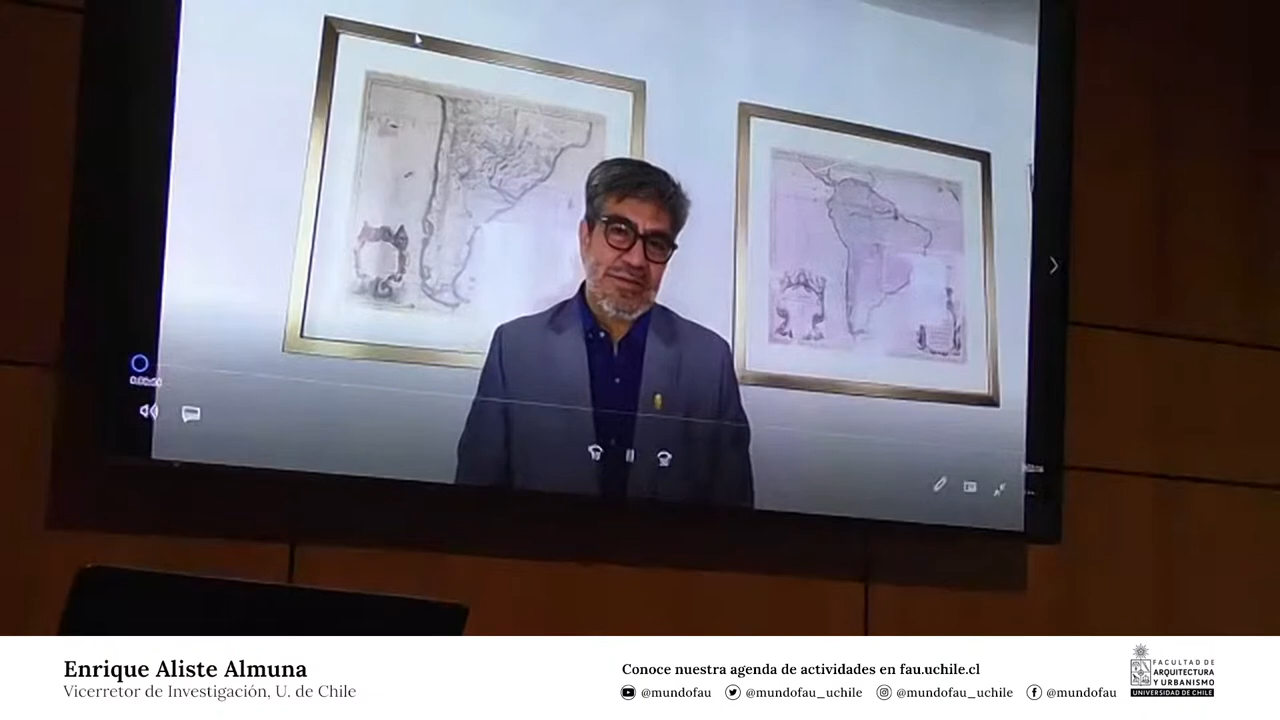 Enrique Aliste Almuna
Vicerretor de Investigación, U. de Chile
Conoce nuestra agenda de actividades en fau.uchile.cl
@mundofau
@mundofau_uchile
@mundofau_uchile
@mundofau
FACULTAD DE
ARQUITECTURA
Y URBANISMO
UNIVERSIDAD DE CHILE